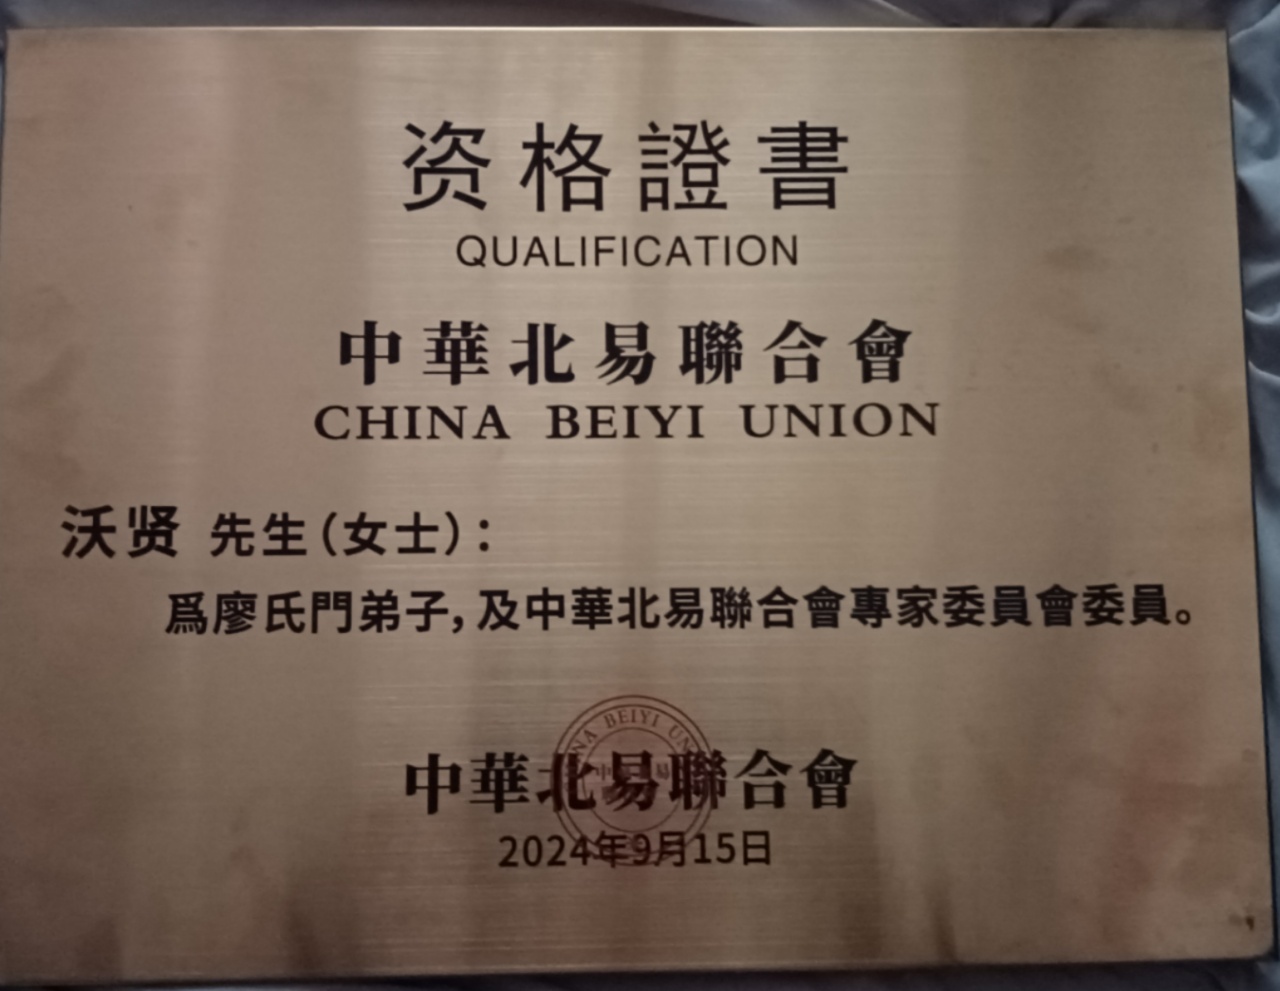 资格證書
QUALIFICATION
中華北易聯合會
CHINA BEIYI UNION
沃贤 先生(女士):
爲廖氏門弟子,及中華北易聯合會專家委員會委員。
BEIYI
中華北易聯合會
2024年9月15日